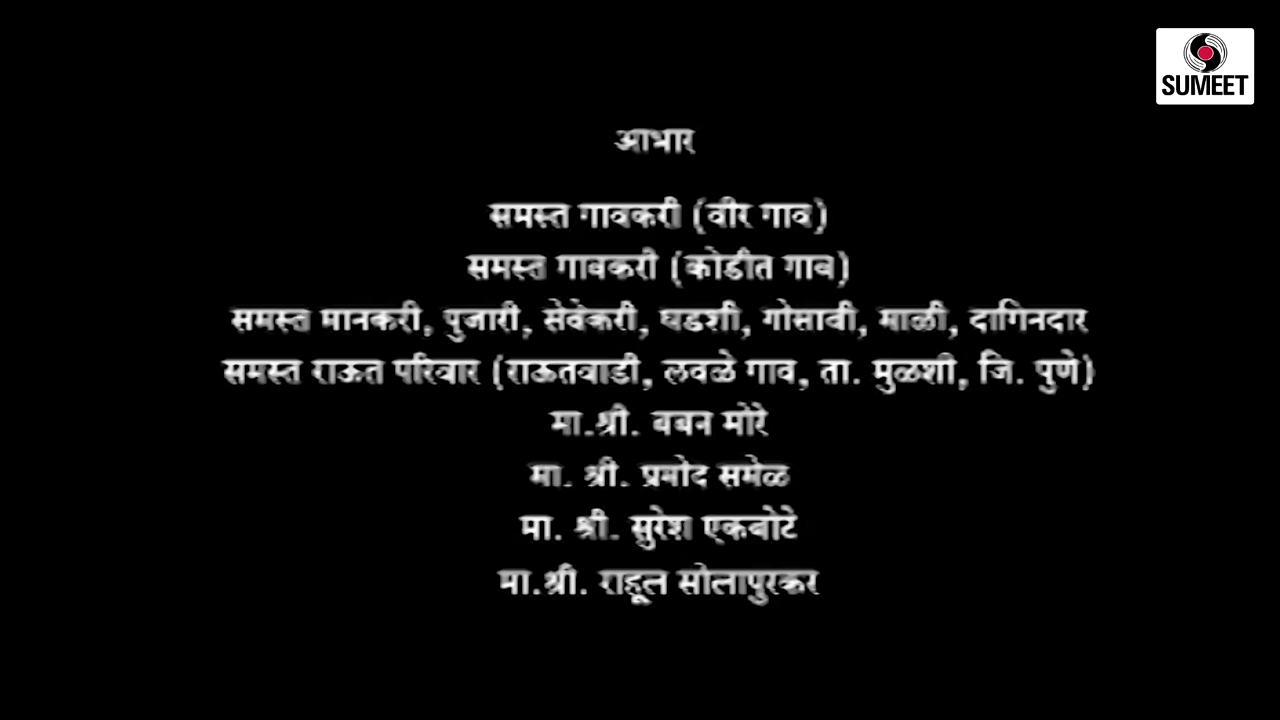 SUMEET
आभार
समस्त गावकरी (वीर गाव)
समस्त गावकरी (कोडीत गाव)
समस्त मानकरी, पुजारी, सेवेकरी, घडशी, गोसावी, माळी, दागिनदार
समस्त राऊत परिवार (राऊतवाडी, लवळे गाव, ता. मुळशी, जि. पुणे)
मा.श्री. बबन मोरे
मा. श्री. प्रमोद समेळ
मा. श्री. सुरेश एकबोटे
मा.श्री. राहूल सोलापुरकर